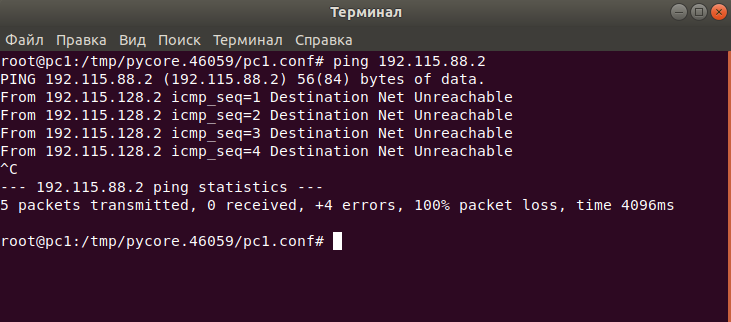 Терминал
Файл Правка Вид Поиск Терминал Справка
root@pc1:/tmp/pycore.46059/pc1.conf# ping 192.115.88.2
PING 192.115.88.2 (192.115.88.2) 56(84) bytes of data.
From 192.115.128.2 icmp_seq=1 Destination Net Unreachable
From 192.115.128.2 icmp_seq=2 Destination Net Unreachable
From 192.115.128.2 icmp_seq=3 Destination Net Unreachable
From 192.115.128.2 icmp_seq=4 Destination Net Unreachable
^C
--- 192.115.88.2 ping statistics ---
5 packets transmitted, 0 received, +4 errors, 100% packet loss, time 4096ms
root@pc1:/tmp/pycore.46059/pc1.conf#